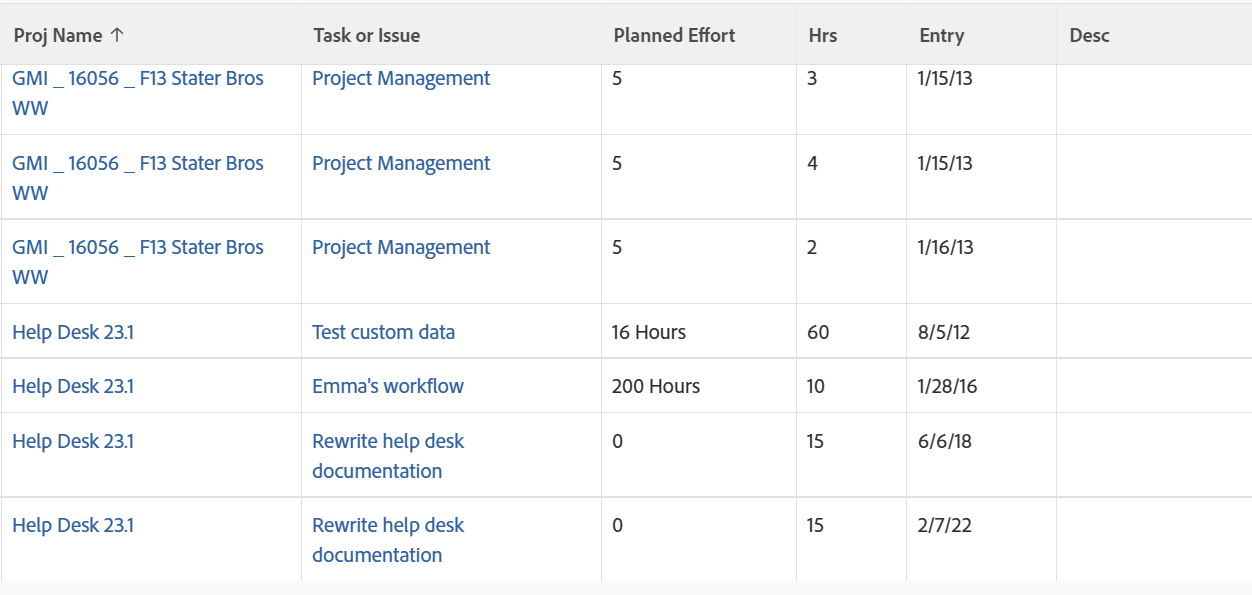 Proj Name ↑ Task or Issue Planned Effort Hrs Entry Desc
GMI _ 16056 _ F13 Stater Bros Project Management 5 3 1/15/13
WW
GMI _ 16056 _ F13 Stater Bros Project Management 5 4 1/15/13
WW
GMI _ 16056 _ F13 Stater Bros Project Management 5 2 1/16/13
WW
Help Desk 23.1 Test custom data 16 Hours 60 8/5/12
Help Desk 23.1 Emma's workflow 200 Hours 10 1/28/16
Help Desk 23.1 Rewrite help desk 0 15 6/6/18
documentation
Help Desk 23.1 Rewrite help desk 0 15 2/7/22
documentation